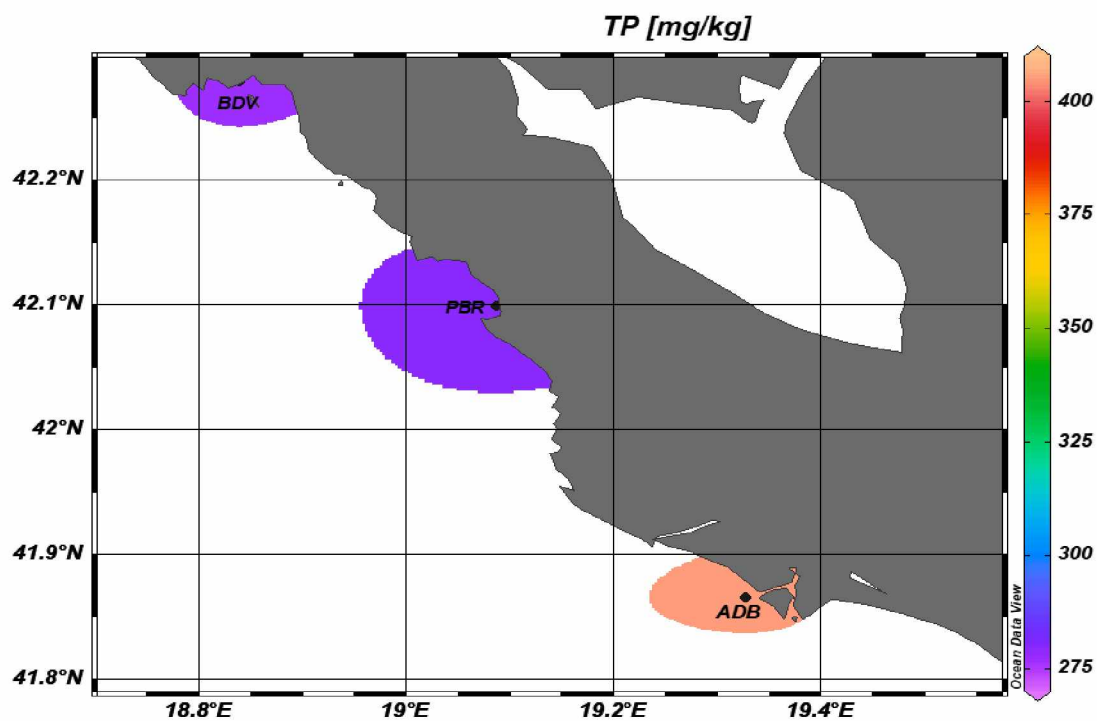 TP [mg/kg]
BDV
400
42.2°N
375
PBR
42.1°N
350
42°N
325
41.9°N
300
ADB
Ocean Data View
41.8°N
275
18.8°E
19°E
19.2°E
19.4°E